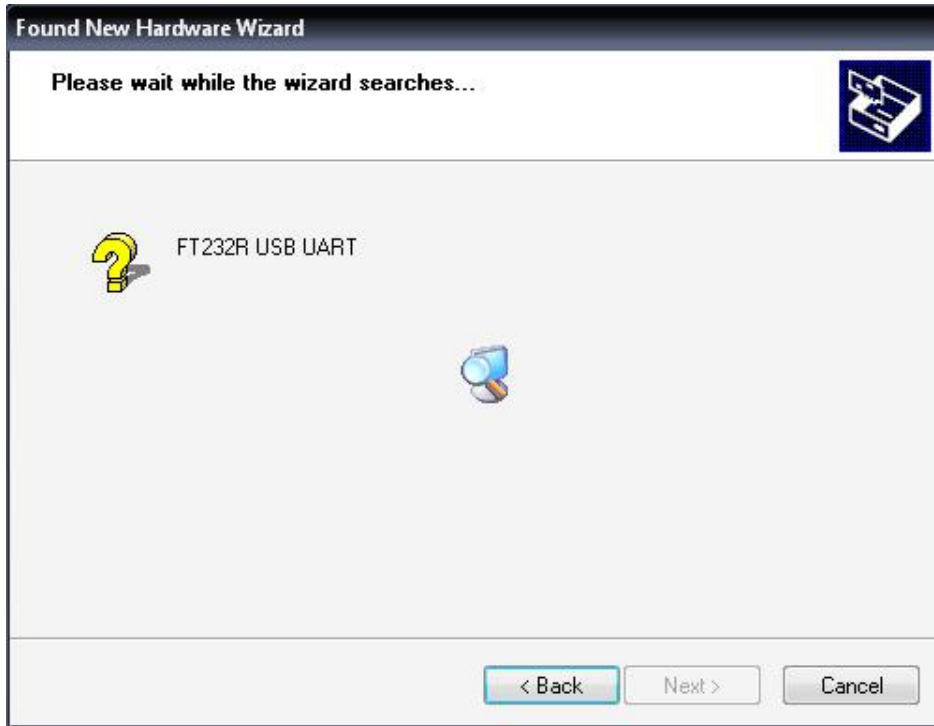 Found New Hardware Wizard
Please wait while the wizard searches...
FT232R USB UART
< Back
Next >
Cancel